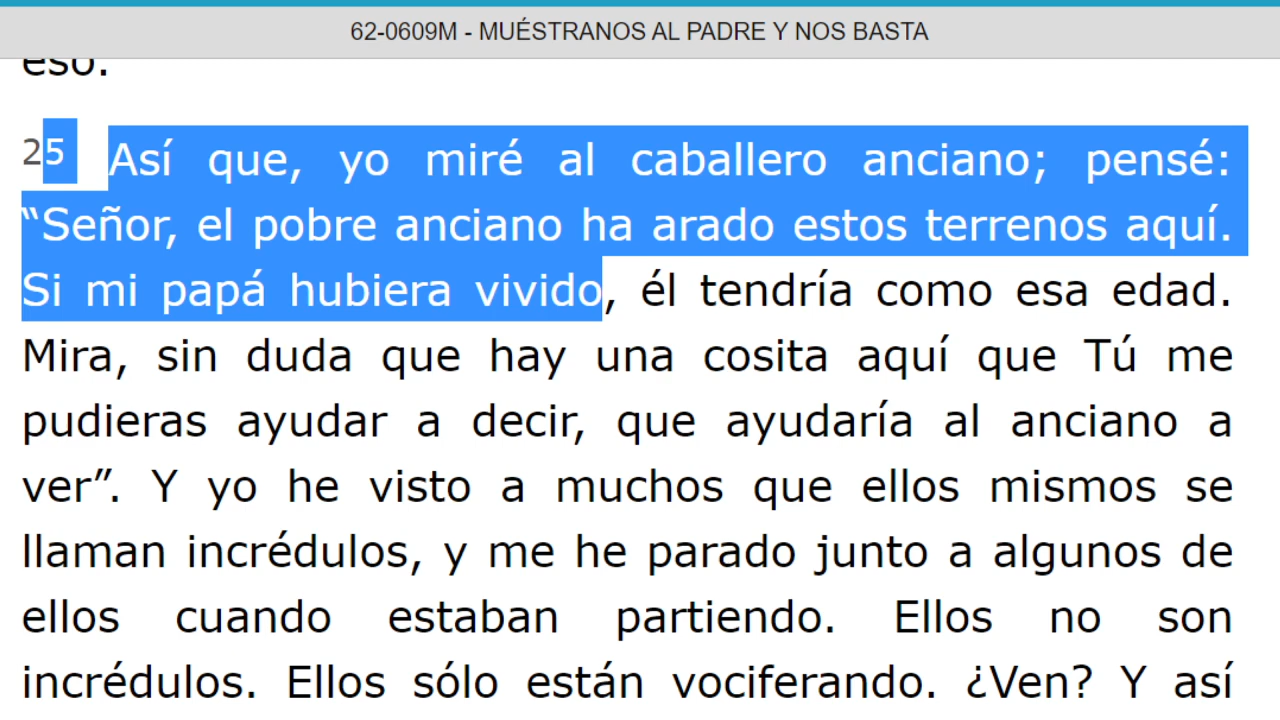 62-0609M - MUÉSTRANOS AL PADRE Y NOS BASTA
eso.
25 Así que, yo miré al caballero anciano; pensé:
“Señor, el pobre anciano ha arado estos terrenos aquí.
Si mi papá hubiera vivido, él tendría como esa edad.
Mira, sin duda que hay una cosita aquí que Tú me
pudieras ayudar a decir, que ayudaría al anciano a
ver”. Y yo he visto a muchos que ellos mismos se
llaman incrédulos, y me he parado junto a algunos de
ellos cuando estaban partiendo. Ellos no son
incrédulos. Ellos sólo están vociferando. ¿Ven? Y así